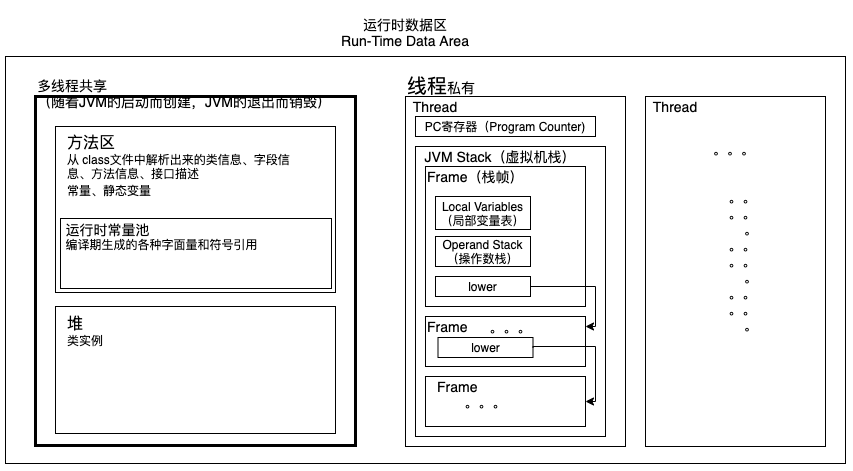 运行时数据区
Run-Time Data Area
多线程共享
（随着JVM的启动而创建，JVM的退出而销毁）
方法区
从 class文件中解析出来的类信息、字段信
息、方法信息、接口描述
常量、静态变量
运行时常量池
编译期生成的各种字面量和符号引用
堆
类实例
线程私有
Thread
PC寄存器（Program Counter)
JVM Stack（虚拟机栈）
Frame（栈帧）
Local Variables
（局部变量表）
Operand Stack
（操作数栈）
lower
Frame 。。。
lower
Frame
。。。
Thread
。。。
。。
。。
。
。。
。。
。
。。
。。
。